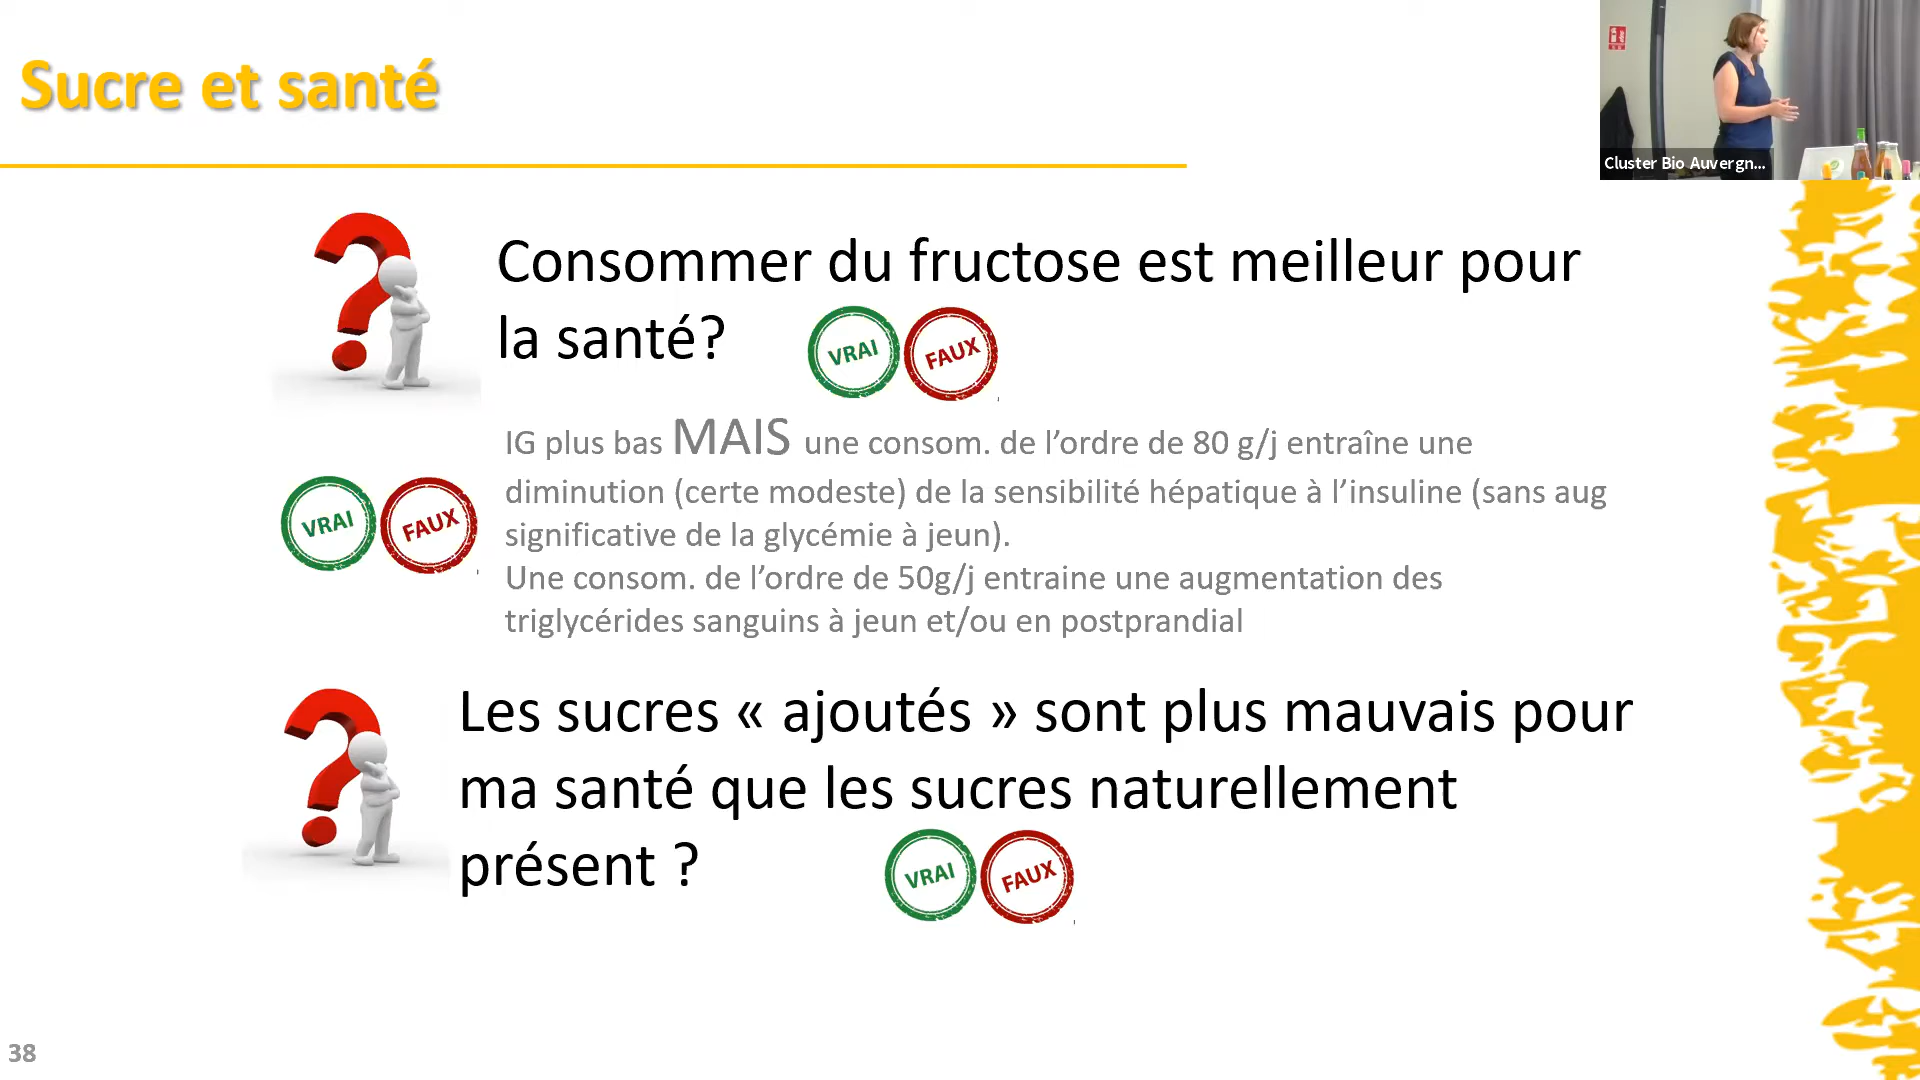 Sucre et santé
Cluster Bio Auvergn...
Consommer du fructose est meilleur pour
la santé?
VRAI FAUX
IG plus bas MAIS une consom. de l’ordre de 80 g/j entraîne une
diminution (certe modeste) de la sensibilité hépatique à l’insuline (sans aug
VRAI FAUX
significative de la glycémie à jeun).
Une consom. de l’ordre de 50g/j entraine une augmentation des
triglycérides sanguins à jeun et/ou en postprandial
Les sucres « ajoutés » sont plus mauvais pour
ma santé que les sucres naturellement
présent ?
VRAI FAUX
38